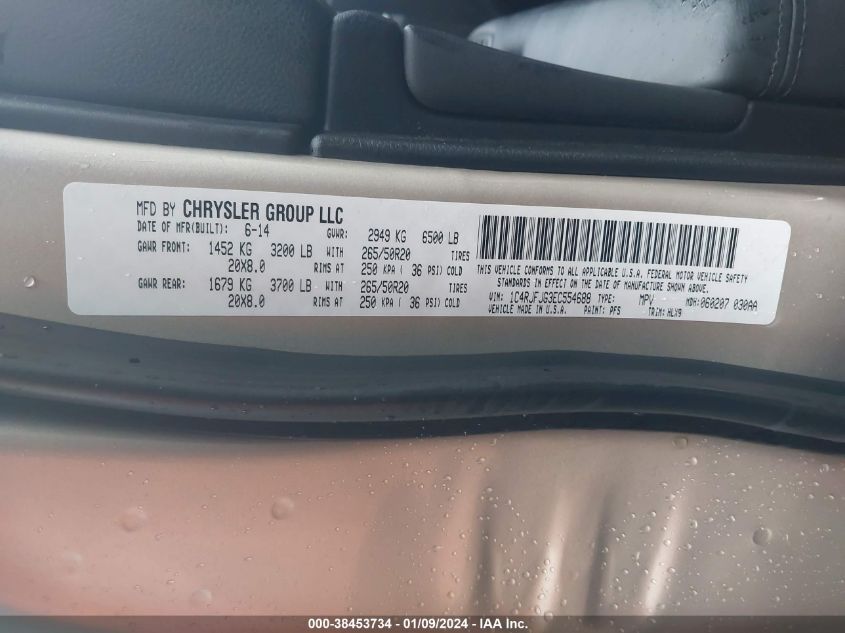 MFD BY CHRYSLER GROUP LLC
DATE OF MFR(BUILT): 6-14 GVWR: 2949 KG 6500 LB
GAWR FRONT: 1452 KG 3200 LB WITH 265/50R20 TIRES
20X8.0 RIMS AT 250 KPA ( 36 PSI) COLD
GAWR REAR: 1679 KG 3700 LB WITH 265/50R20 TIRES
20X8.0 RIMS AT 250 KPA ( 36 PSI) COLD
THIS VEHICLE CONFORMS TO ALL APPLICABLE U.S.A. FEDERAL MOTOR VEHICLE SAFETY
STANDARDS IN EFFECT ON THE DATE OF MANUFACTURE SHOWN ABOVE.
VIN: 1C4RJFJG3EC554689 TYPE: MPV MDH: 060207 030AA
VEHICLE MADE IN U.S.A. PAINT: PFS TRIM: HLX9
000-38453734 - 01/09/2024 - IAA Inc.